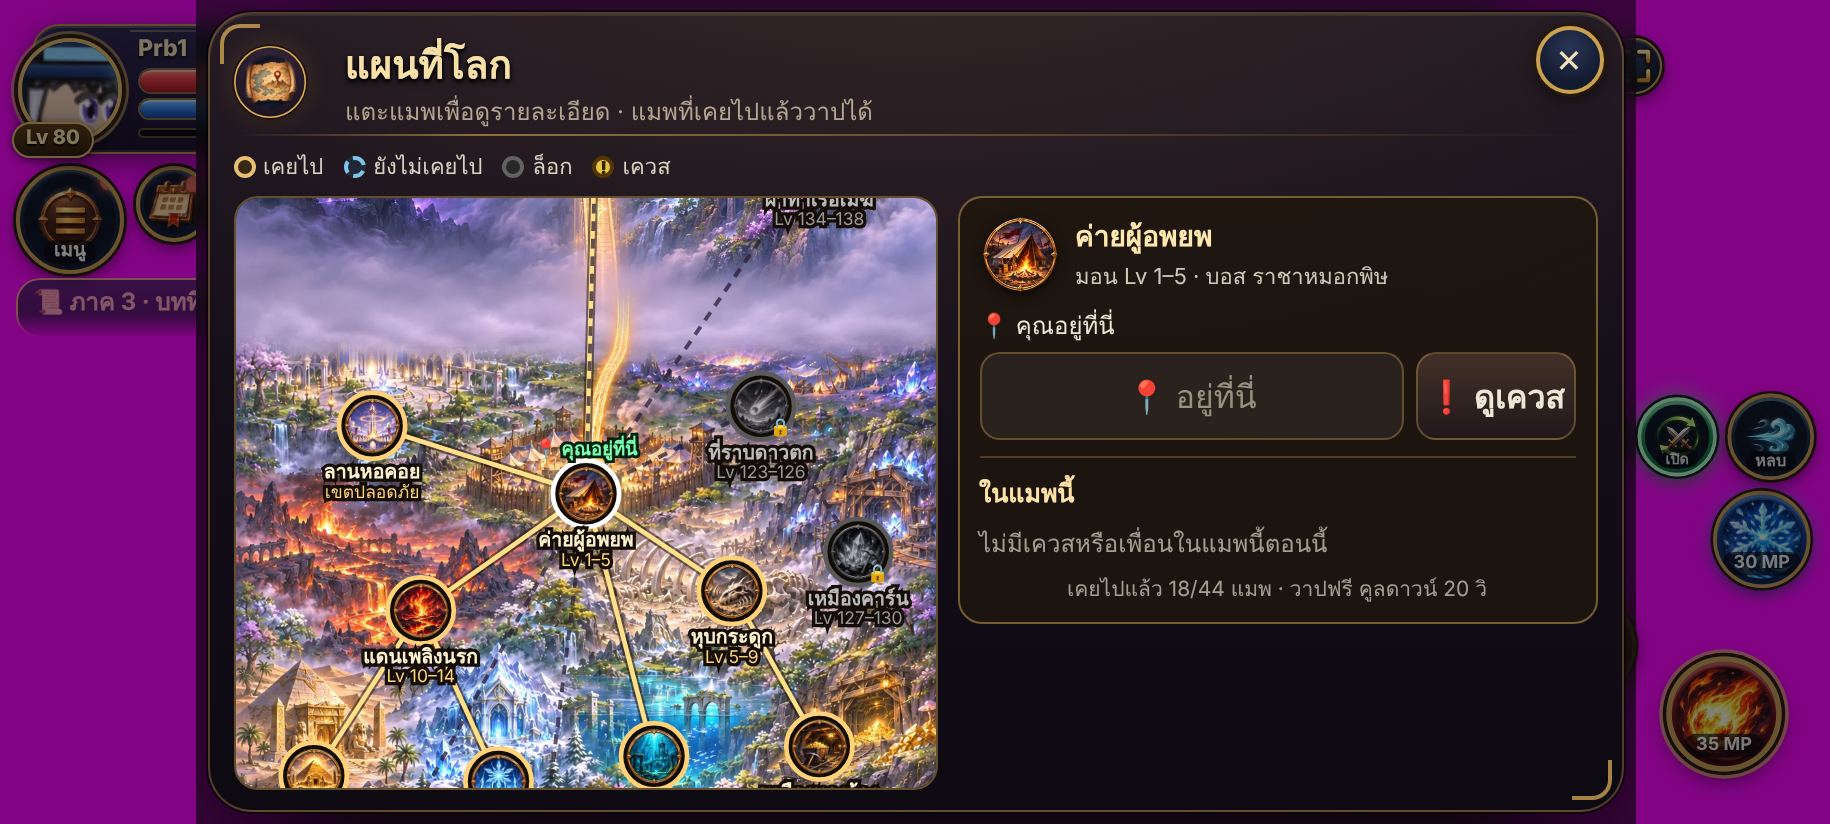 Prb1
Lv 80
เมนู
ภาค 3 · บทที่
แผนที่โลก
แตะแมพเพื่อดูรายละเอียด · แมพที่เคยไปแล้ววาปได้
เคยไป
ยังไม่เคยไป
ล็อก
เควส
Lv 134–138
ลานหอคอย
เขตปลอดภัย
คุณอยู่ที่นี่
ค่ายผู้อพยพ
Lv 1–5
ที่ราบดาวตก
Lv 123–126
เหมืองคาร์น
Lv 127–130
หุบกระดูก
Lv 5–9
แดนเพลิงนรก
Lv 10–14
ค่ายผู้อพยพ
มอน Lv 1–5 · บอส ราชาหมอกพิษ
คุณอยู่ที่นี่
อยู่ที่นี่
ดูเควส
ในแมพนี้
ไม่มีเควสหรือเพื่อนในแมพนี้ตอนนี้
เคยไปแล้ว 18/44 แมพ · วาปฟรี คูลดาวน์ 20 วิ
เปิด
หลบ
30 MP
35 MP